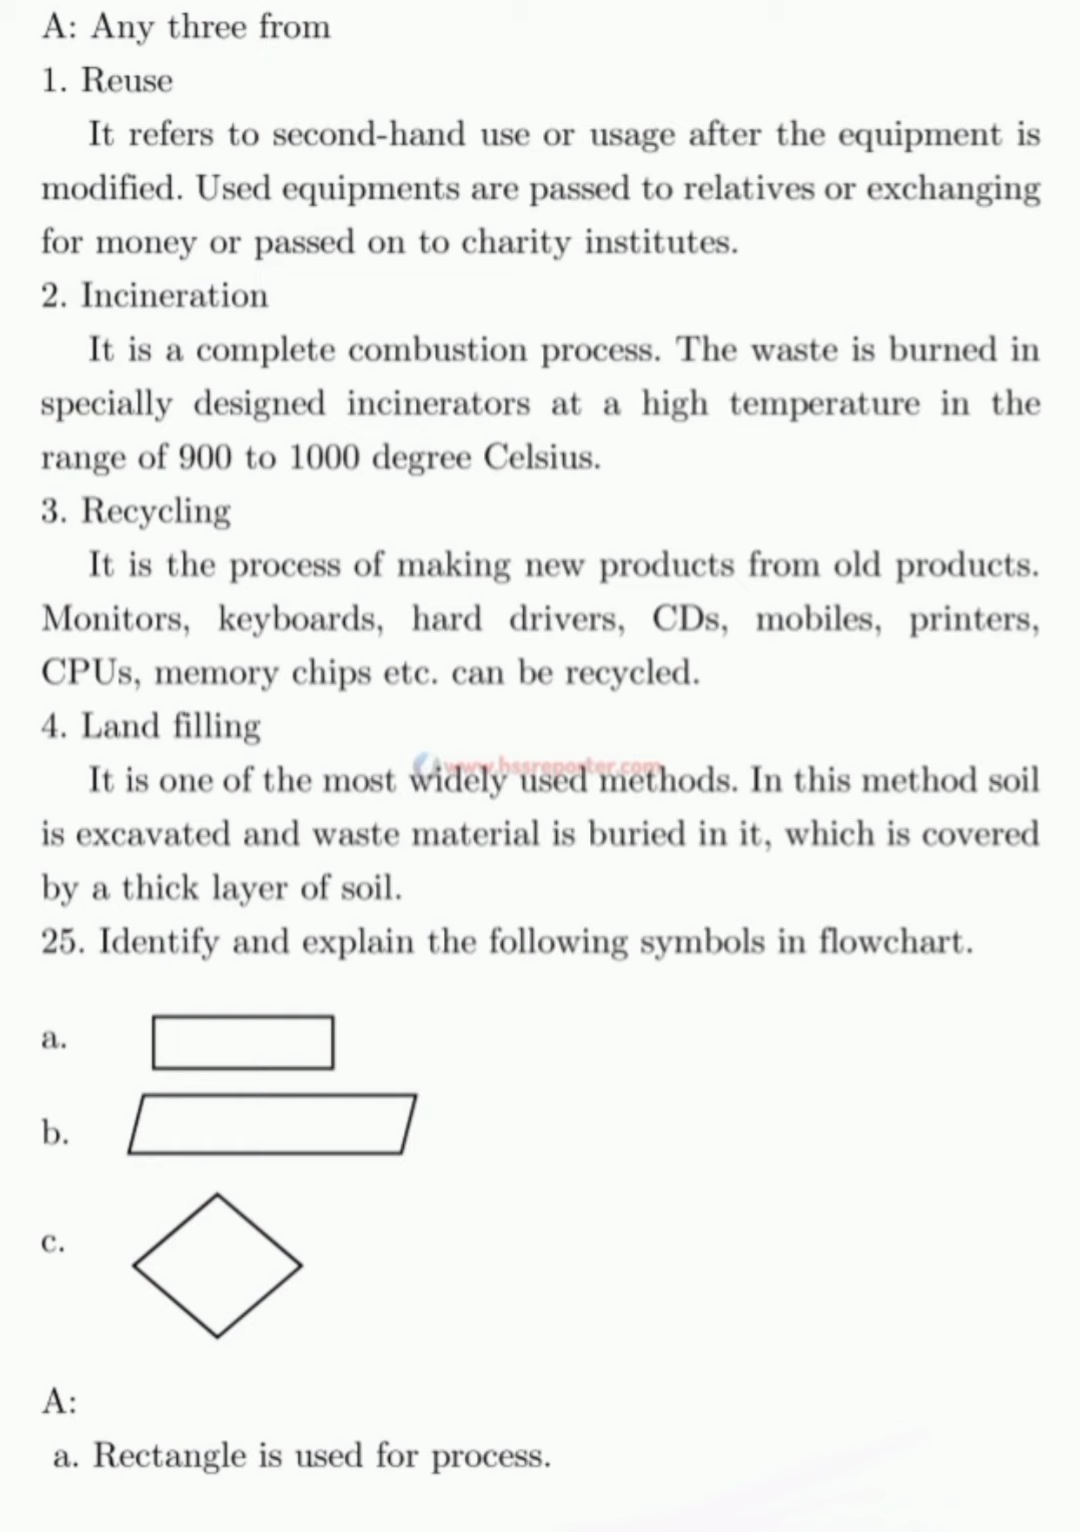 A: Any three from
1. Reuse
It refers to second-hand use or usage after the equipment is
modified. Used equipments are passed to relatives or exchanging
for money or passed on to charity institutes.
2. Incineration
It is a complete combustion process. The waste is burned in
specially designed incinerators at a high temperature in the
range of 900 to 1000 degree Celsius.
3. Recycling
It is the process of making new products from old products.
Monitors, keyboards, hard drivers, CDs, mobiles, printers,
CPUs, memory chips etc. can be recycled.
4. Land filling
www.hssreporter.com
It is one of the most widely used methods. In this method soil
is excavated and waste material is buried in it, which is covered
by a thick layer of soil.
25. Identify and explain the following symbols in flowchart.
a.
b.
c.
A:
a. Rectangle is used for process.